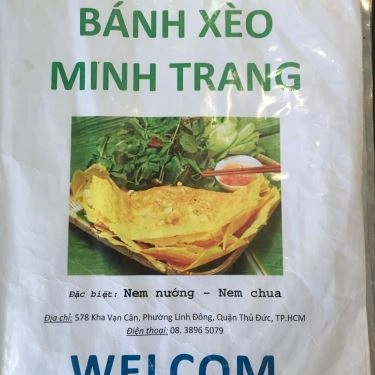 BÁNH XÈO
MINH TRANG
Đặc biệt: Nem nướng - Nem chua
Địa chỉ: 578 Kha Vạn Cân, Phường Linh Đông, Quận Thủ Đức, TP.HCM
Điện thoại: 08. 3896 5079
WELCOM